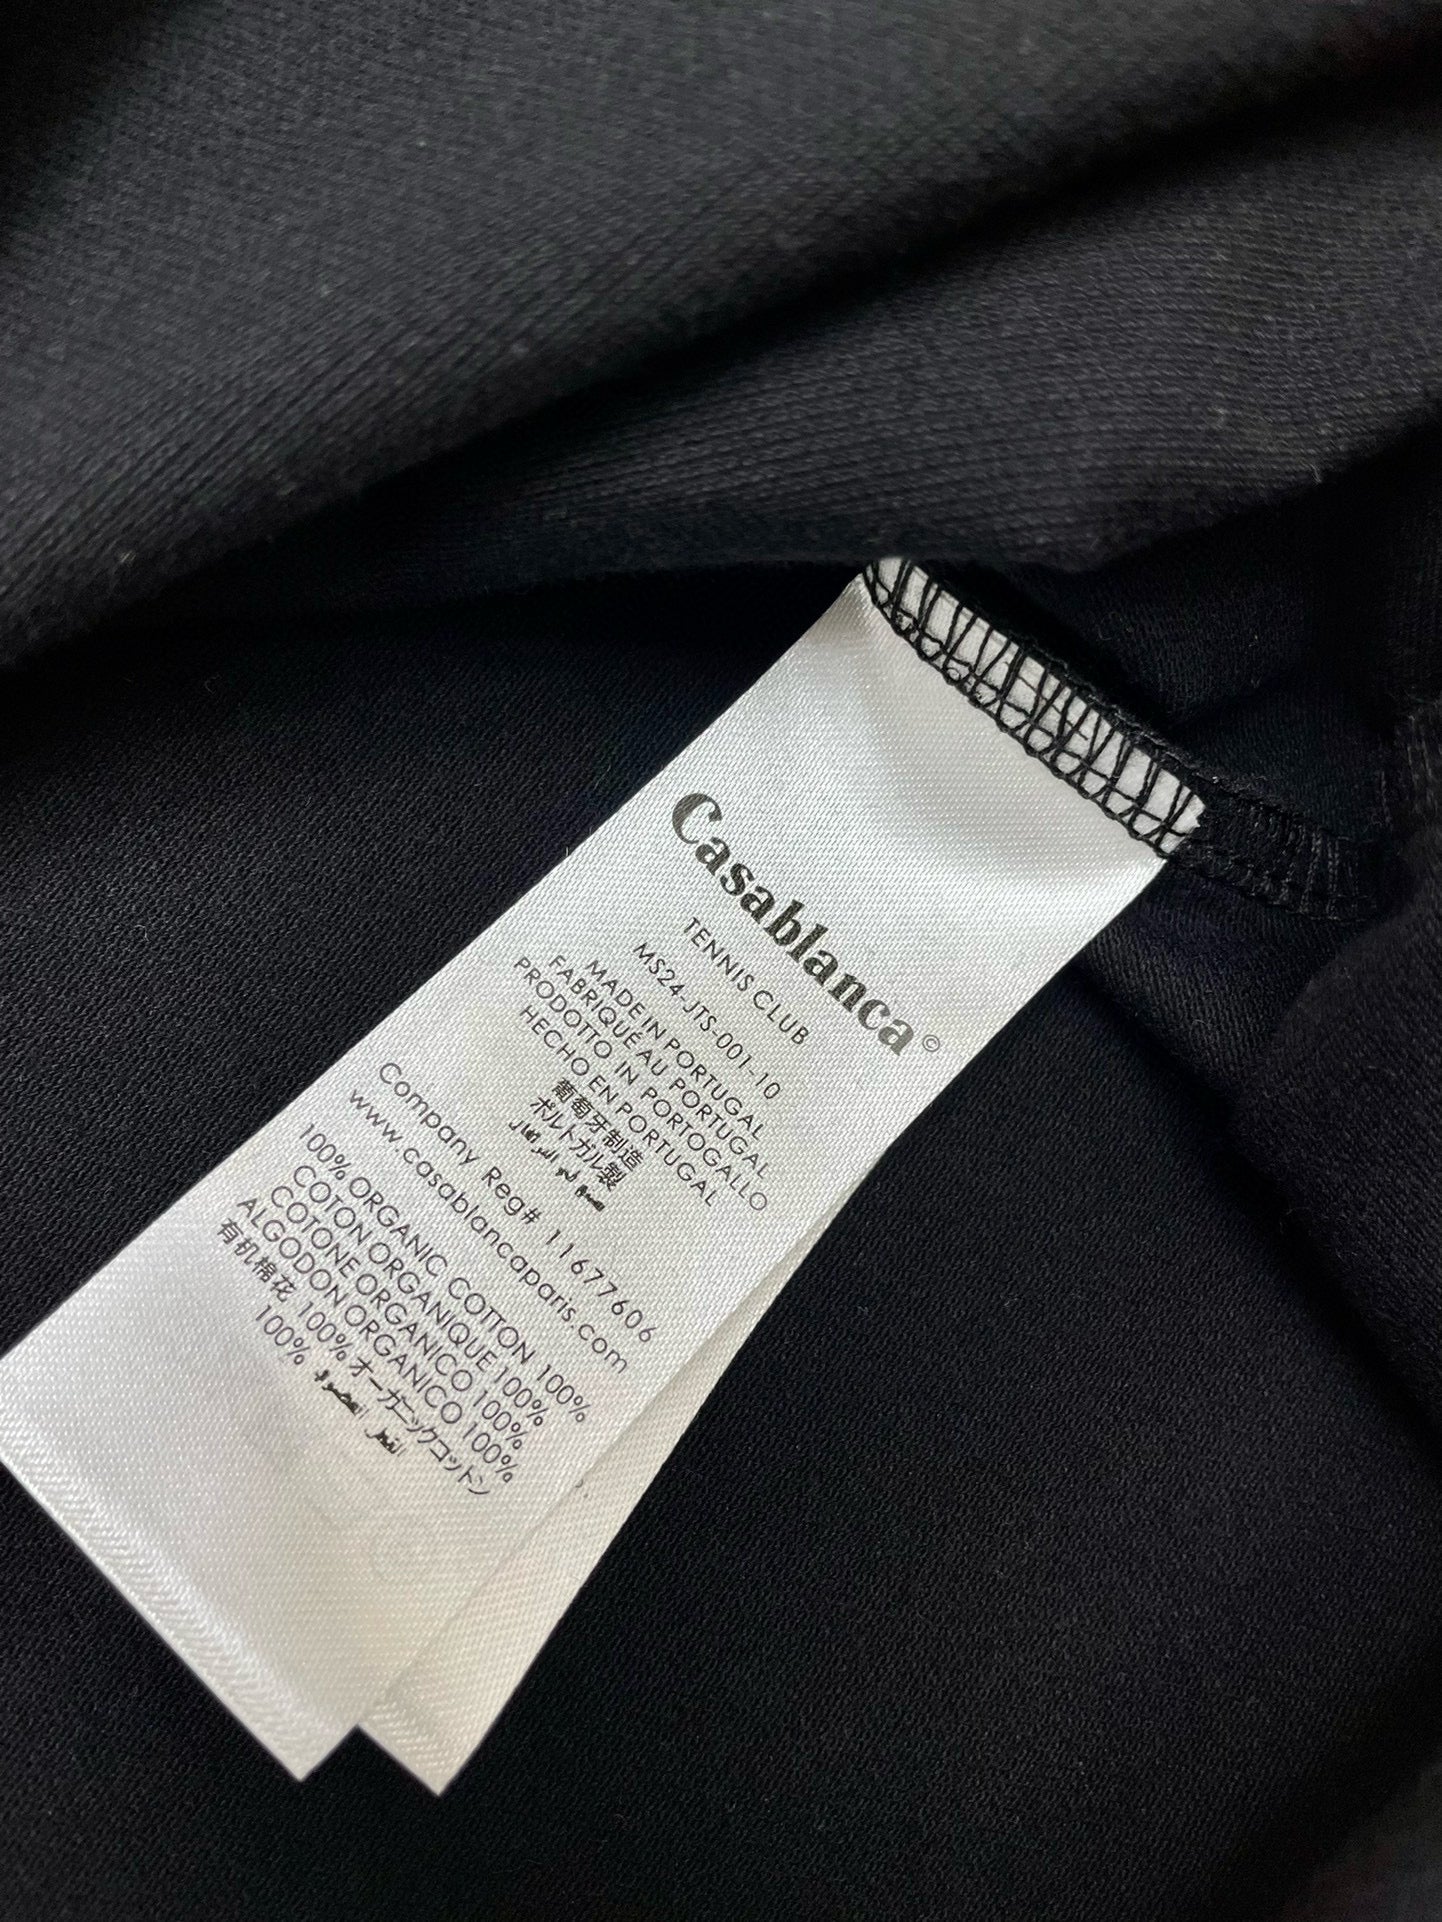 Casablanca©
TENNIS CLUB
MS24-JTS-001-10
MADE IN PORTUGAL
FABRIQUÉ AU PORTUGAL
PRODOTTO IN PORTOGALLO
HECHO EN PORTUGAL
葡萄牙制造
ポルトガル製
Company Reg# 11677606
www.casablancaparis.com
100% ORGANIC COTTON 100%
COTON ORGANIQUE 100%
COTONE ORGANICO 100%
ALGODON ORGANICO 100%
有机棉花 100% オーガニックコットン
100%